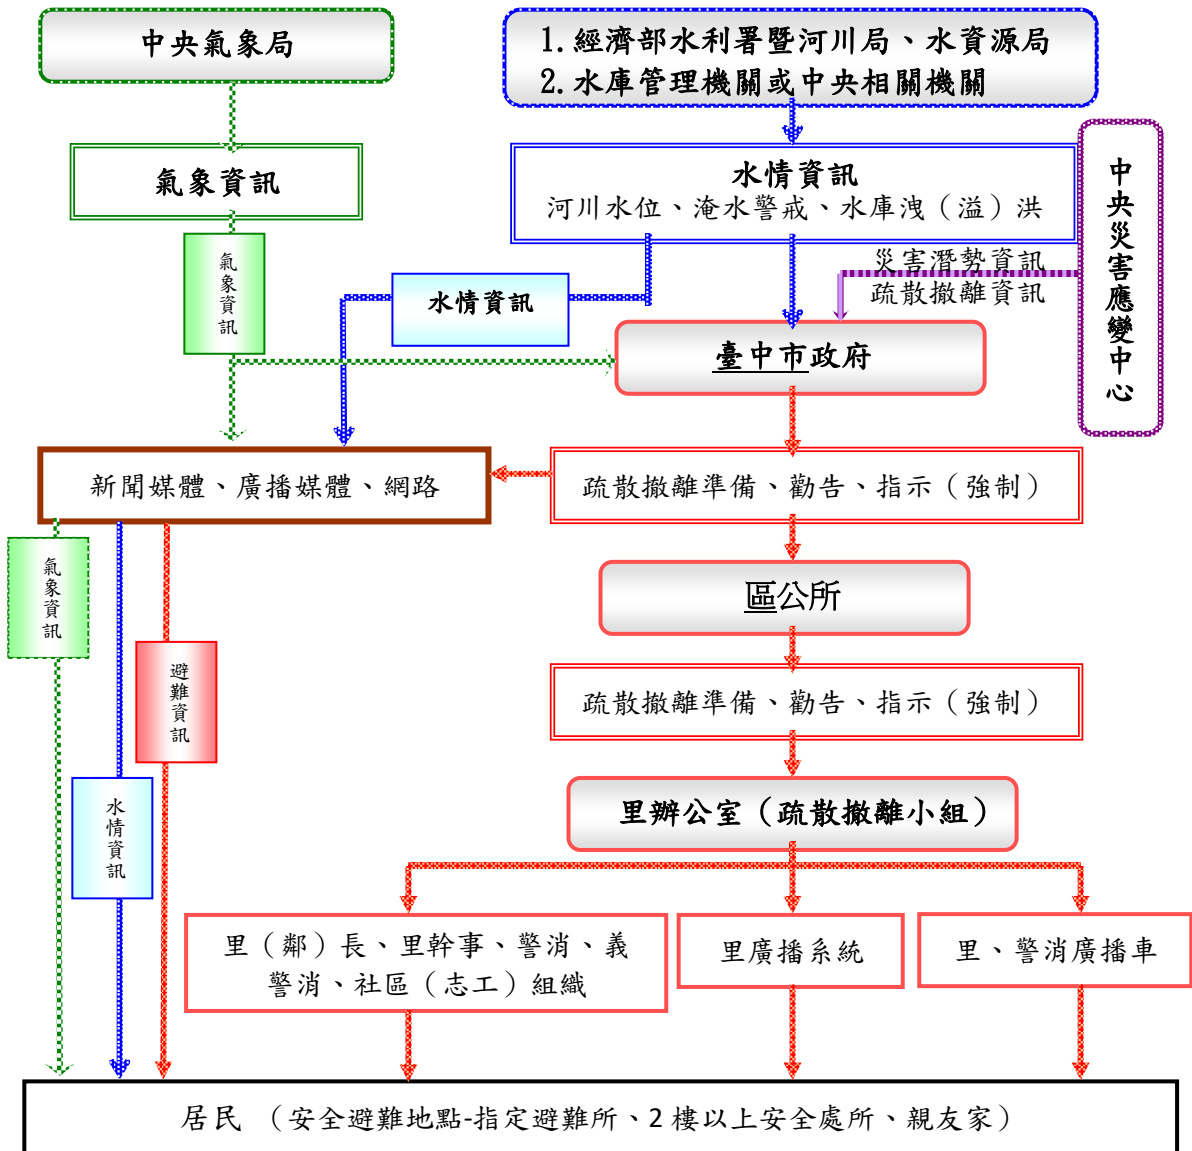 中央氣象局
1.經濟部水利署暨河川局、水資源局
2.水庫管理機關或中央相關機關
氣象資訊
水情資訊
河川水位、淹水警戒、水庫洩（溢）洪
中央災害應變中心
氣象資訊
水情資訊
災害潛勢資訊
疏散撤離資訊
臺中市政府
新聞媒體、廣播媒體、網路
疏散撤離準備、勸告、指示（強制）
氣象資訊
區公所
避難資訊
疏散撤離準備、勸告、指示（強制）
水情資訊
里辦公室（疏散撤離小組）
里（鄰）長、里幹事、警消、義
警消、社區（志工）組織
里廣播系統
里、警消廣播車
居民 （安全避難地點-指定避難所、2 樓以上安全處所、親友家）